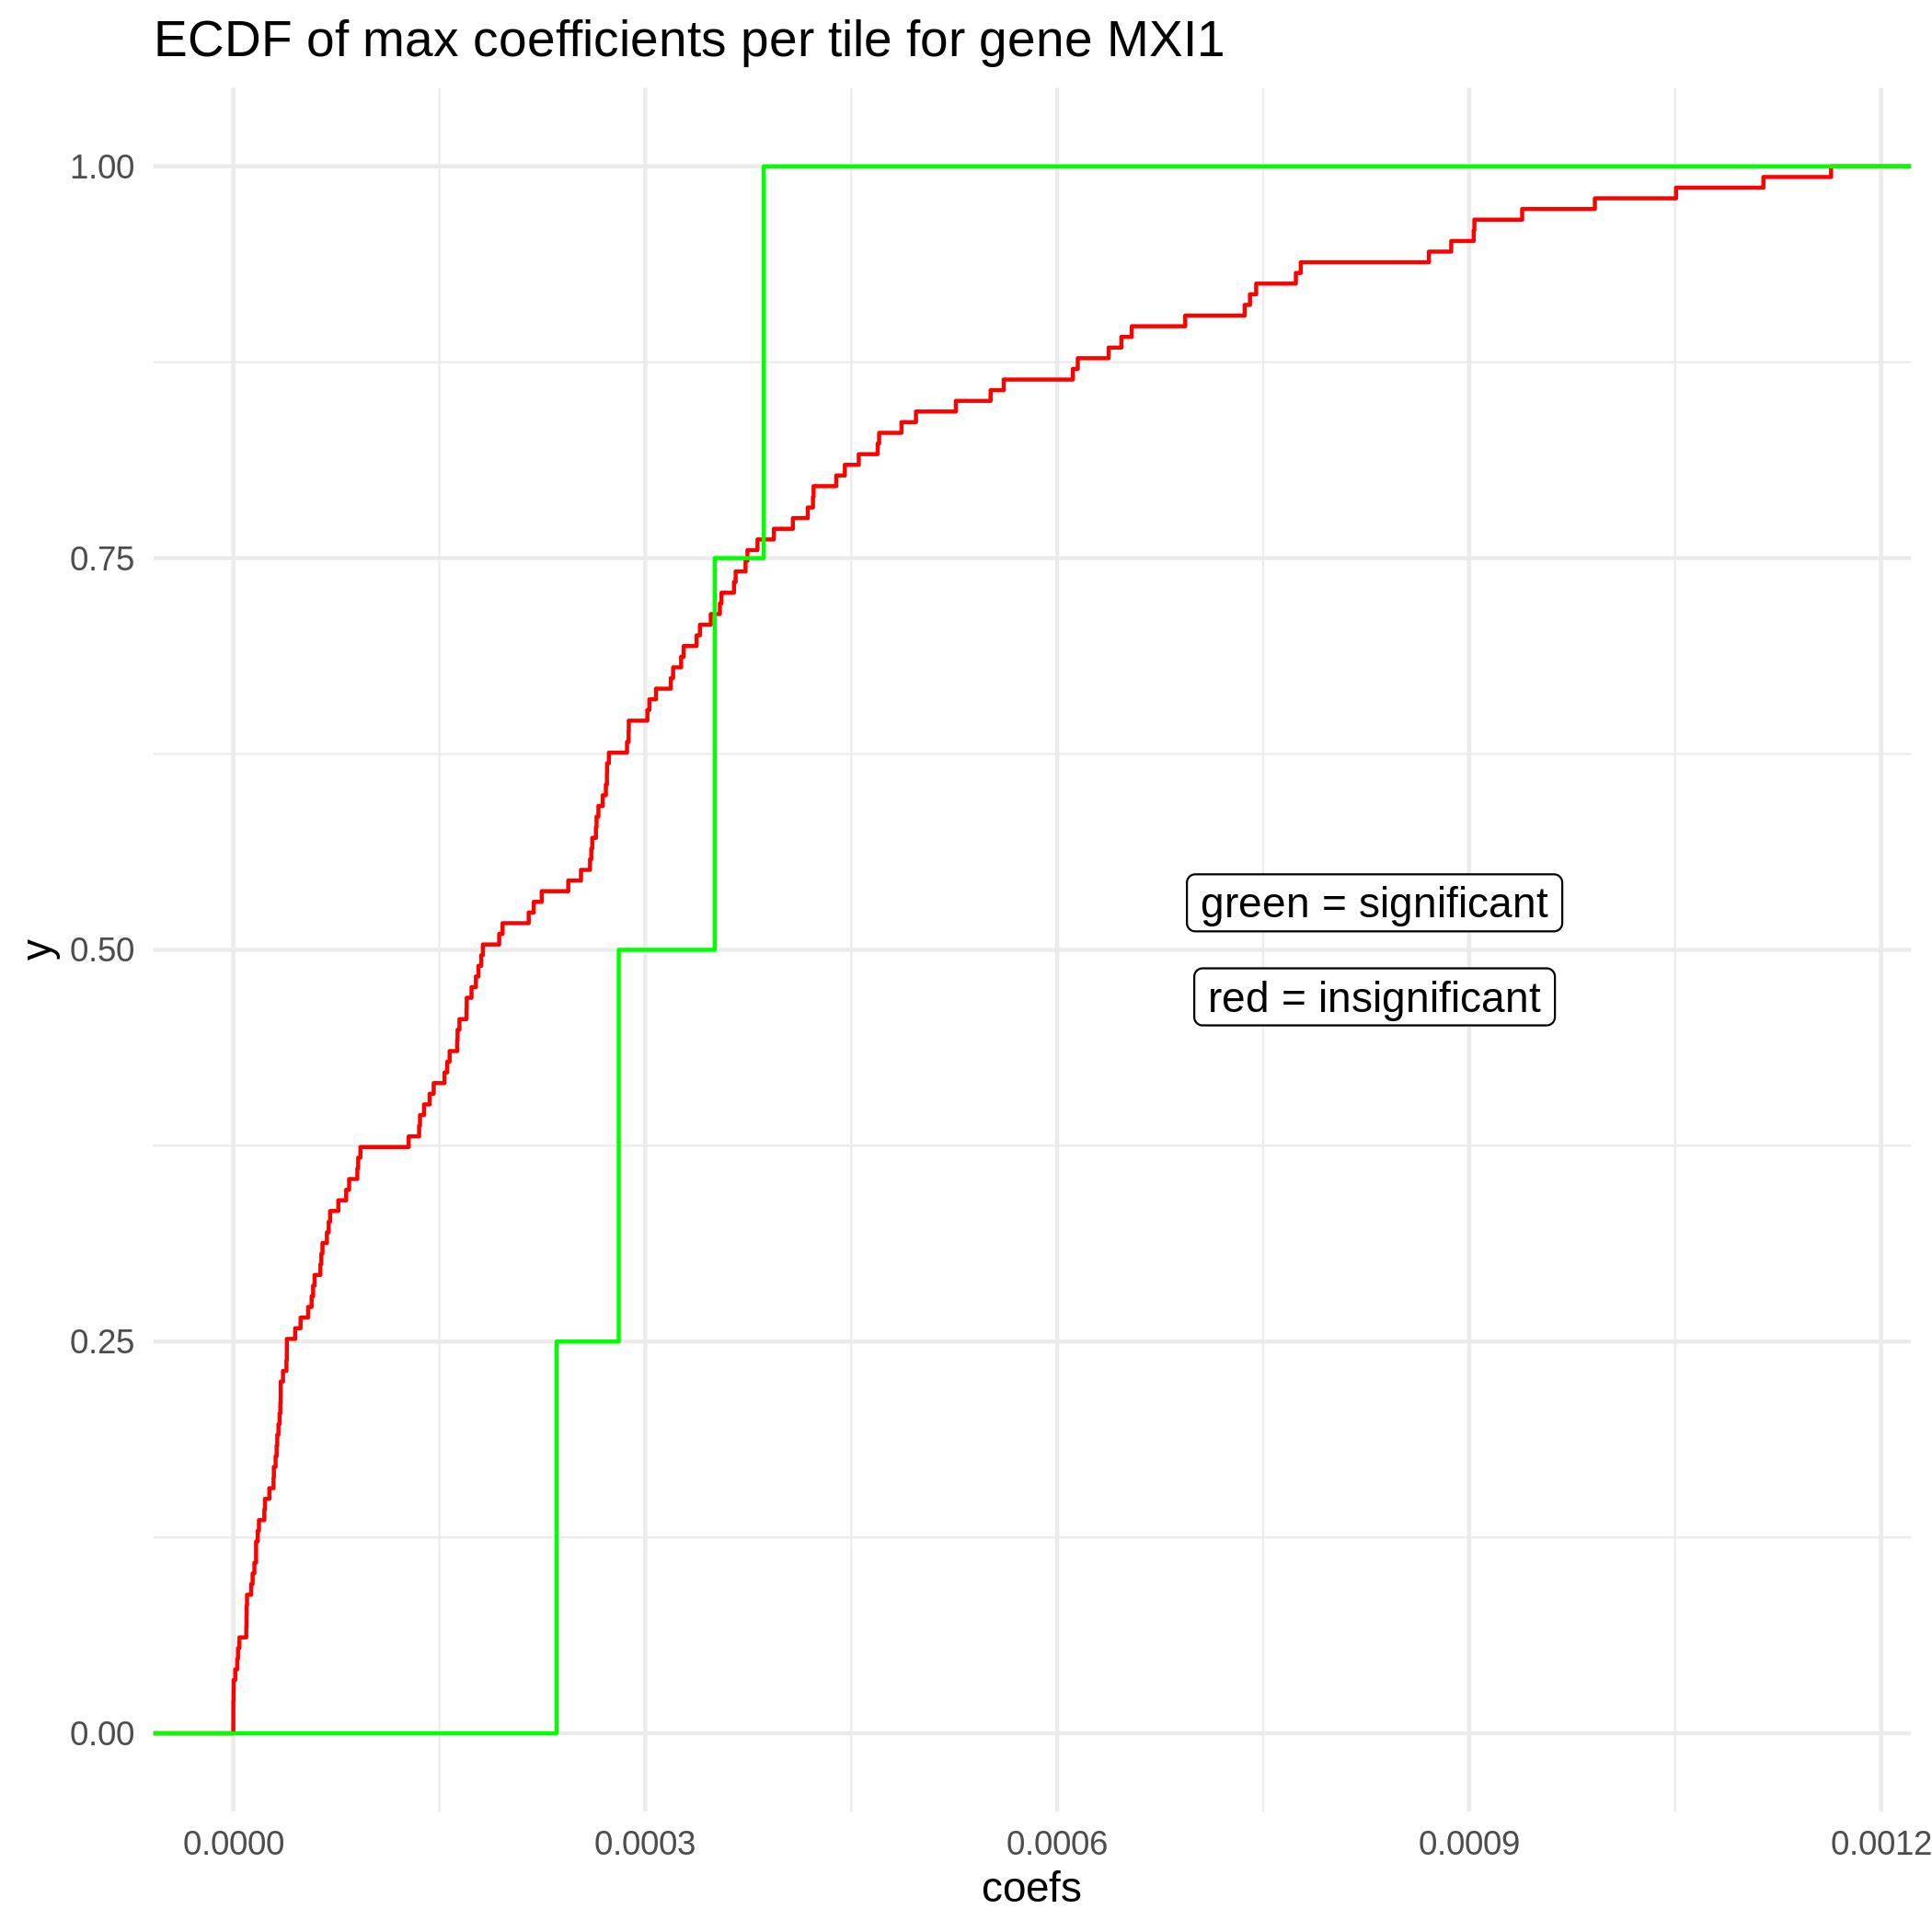 ECDF of max coefficients per tile for gene MXI1
1.00
0.75
0.50
0.25
0.00
y
green = significant
red = insignificant
0.0000
0.0003
0.0006
0.0009
0.0012
coefs